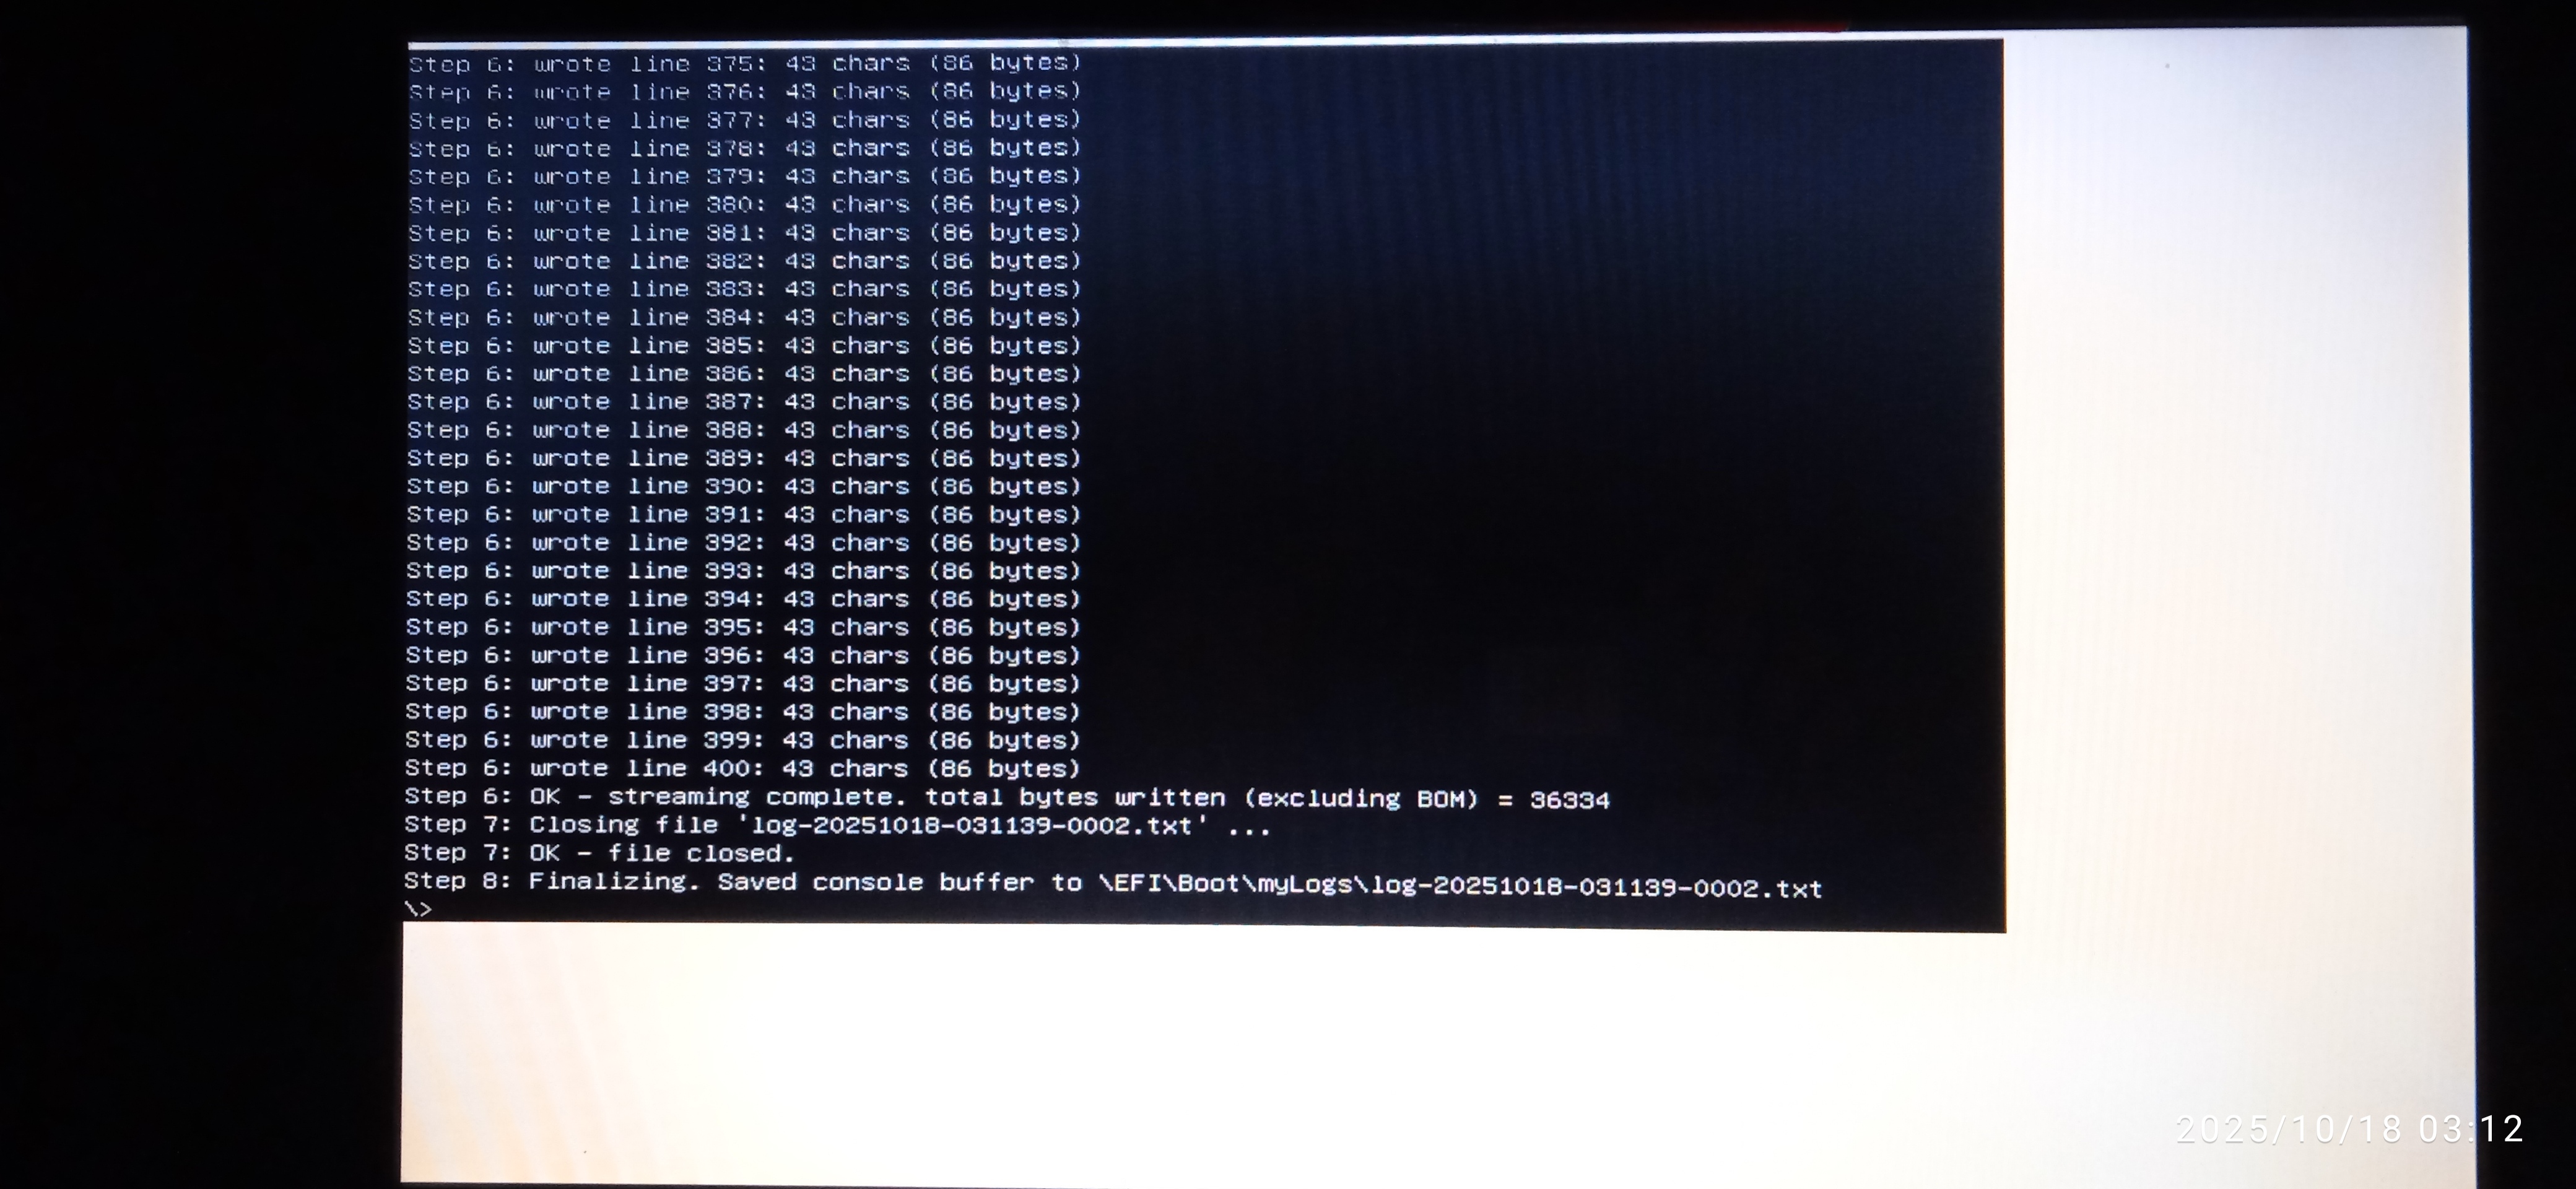 Step 6: wrote line 375: 43 chars (86 bytes)
Step 6: wrote line 376: 43 chars (86 bytes)
Step 6: wrote line 377: 43 chars (86 bytes)
Step 6: wrote line 378: 43 chars (86 bytes)
Step 6: wrote line 379: 43 chars (86 bytes)
Step 6: wrote line 380: 43 chars (86 bytes)
Step 6: wrote line 381: 43 chars (86 bytes)
Step 6: wrote line 382: 43 chars (86 bytes)
Step 6: wrote line 383: 43 chars (86 bytes)
Step 6: wrote line 384: 43 chars (86 bytes)
Step 6: wrote line 385: 43 chars (86 bytes)
Step 6: wrote line 386: 43 chars (86 bytes)
Step 6: wrote line 387: 43 chars (86 bytes)
Step 6: wrote line 388: 43 chars (86 bytes)
Step 6: wrote line 389: 43 chars (86 bytes)
Step 6: wrote line 390: 43 chars (86 bytes)
Step 6: wrote line 391: 43 chars (86 bytes)
Step 6: wrote line 392: 43 chars (86 bytes)
Step 6: wrote line 393: 43 chars (86 bytes)
Step 6: wrote line 394: 43 chars (86 bytes)
Step 6: wrote line 395: 43 chars (86 bytes)
Step 6: wrote line 396: 43 chars (86 bytes)
Step 6: wrote line 397: 43 chars (86 bytes)
Step 6: wrote line 398: 43 chars (86 bytes)
Step 6: wrote line 399: 43 chars (86 bytes)
Step 6: wrote line 400: 43 chars (86 bytes)
Step 6: OK - streaming complete. total bytes written (excluding BOM) = 36334
Step 7: Closing file 'log-20251018-031139-0002.txt' ...
Step 7: OK - file closed.
Step 8: Finalizing. Saved console buffer to \EFI\Boot\myLogs\log-20251018-031139-0002.txt
\>
2025/10/18 03:12